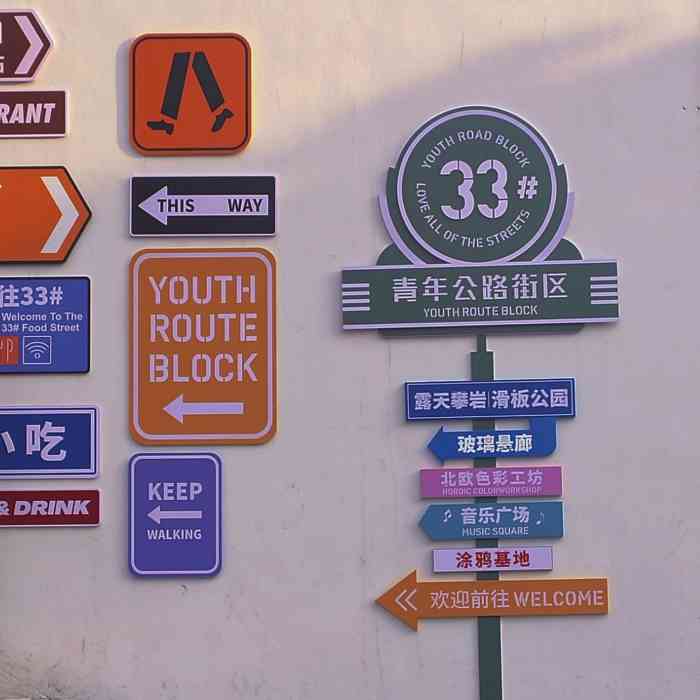 RANT
往33#
Welcome To The
33# Food Street
小吃
& DRINK
THIS WAY
YOUTH
ROUTE
BLOCK
KEEP
WALKING
YOUTH ROAD BLOCK
33#
LOVE ALL OF THE STREETS
青年公路街区
YOUTH ROUTE BLOCK
露天攀岩|滑板公园
玻璃悬廊
北欧色彩工坊
NORDIC COLORWORKSHOP
音乐广场
MUSIC SQUARE
涂鸦基地
欢迎前往 WELCOME